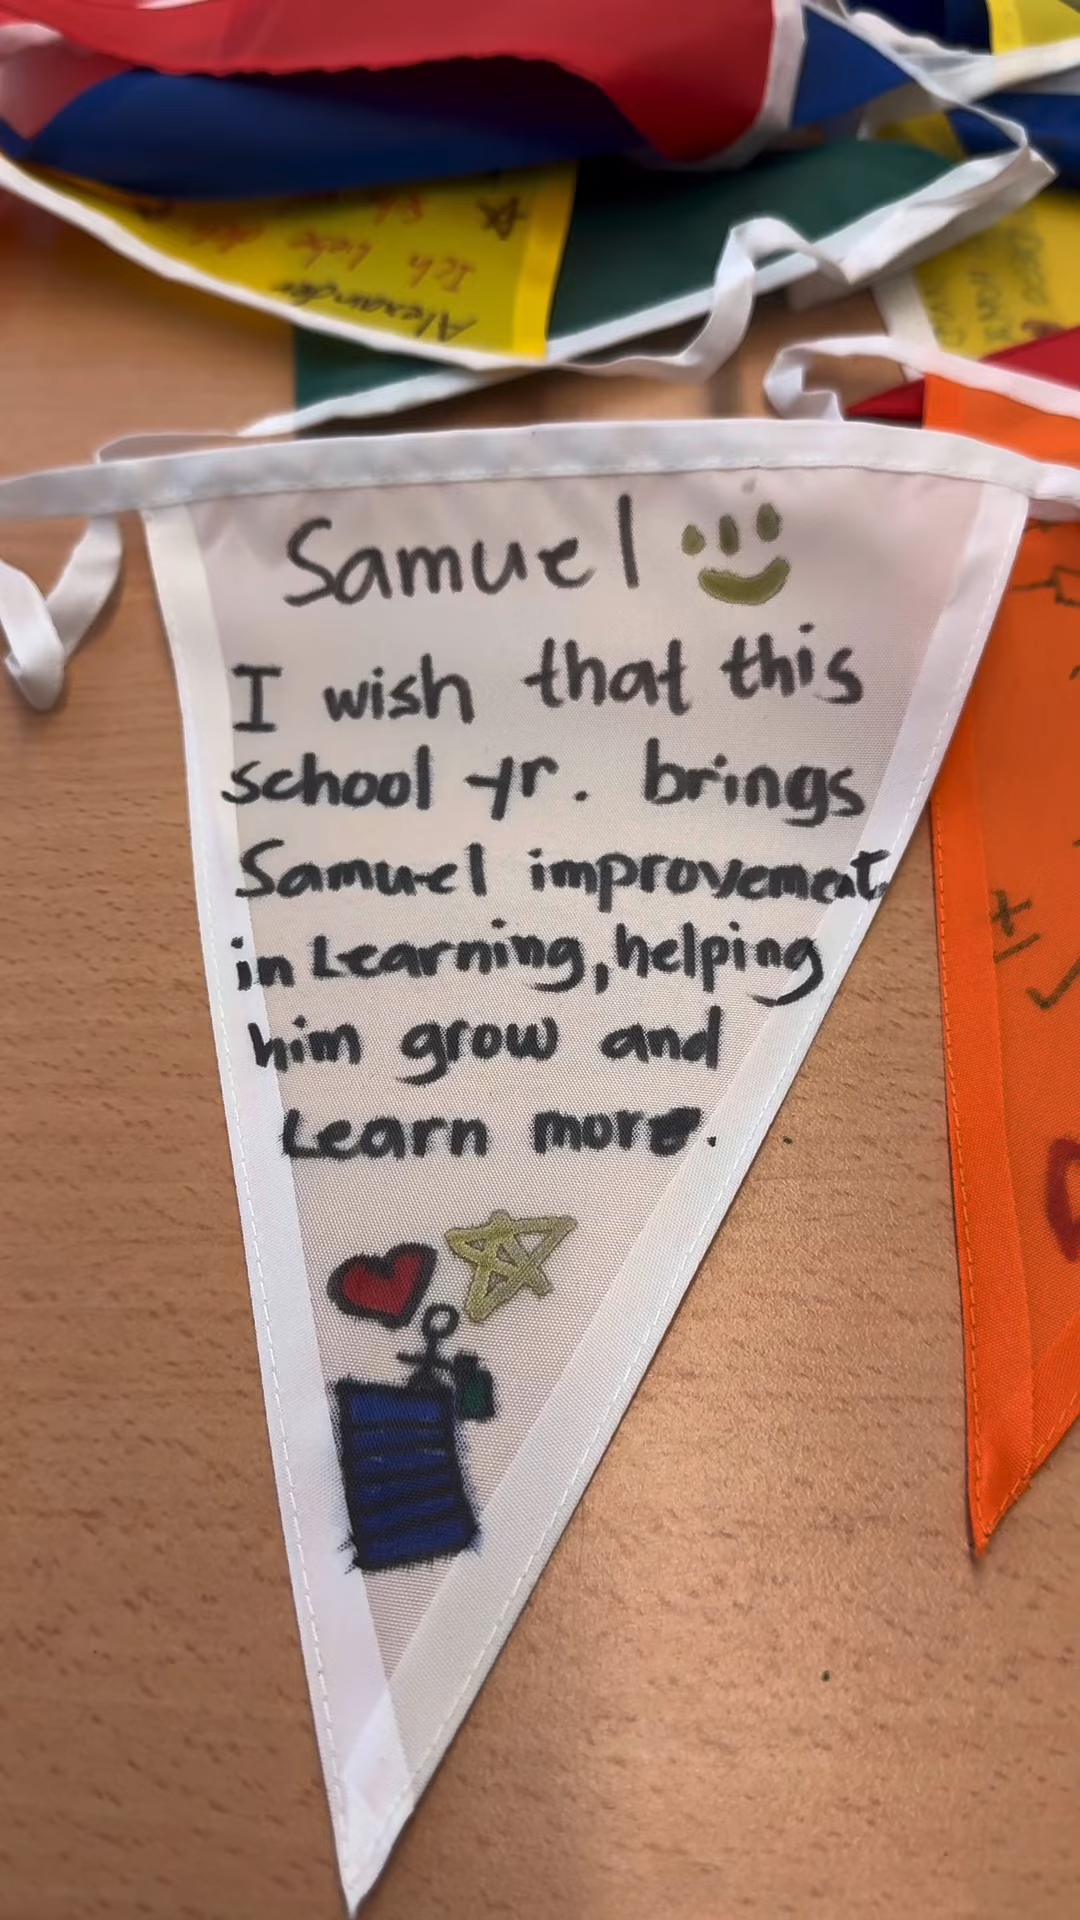 Samuel
I wish that this
school yr. brings
Samuel improvement
in Learning, helping
him grow and
Learn more.
Alexander
Ich liebe